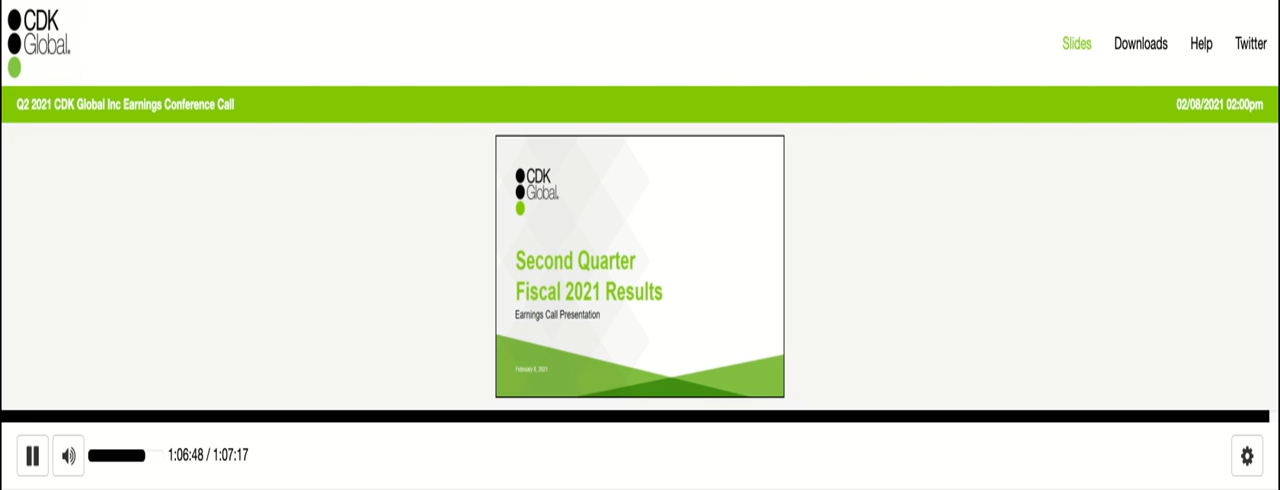 CDK
Global.
Slides Downloads Help Twitter
Q2 2021 CDK Global Inc Earnings Conference Call 02/08/2021 02:00pm
CDK
Global.
Second Quarter
Fiscal 2021 Results
Earnings Call Presentation
February 8, 2021
1:06:48 / 1:07:17